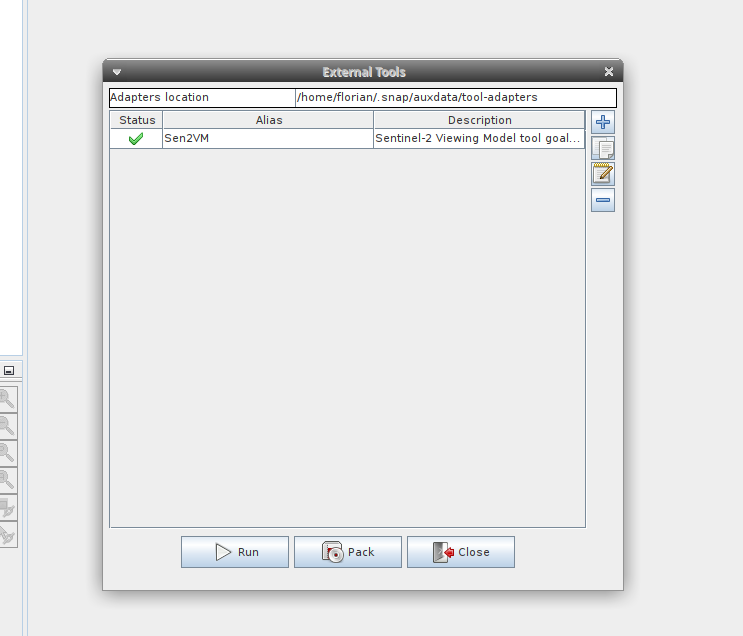 External Tools
Adapters location /home/florian/.snap/auxdata/tool-adapters
Status Alias Description
Sen2VM Sentinel-2 Viewing Model tool goal...
Run Pack Close